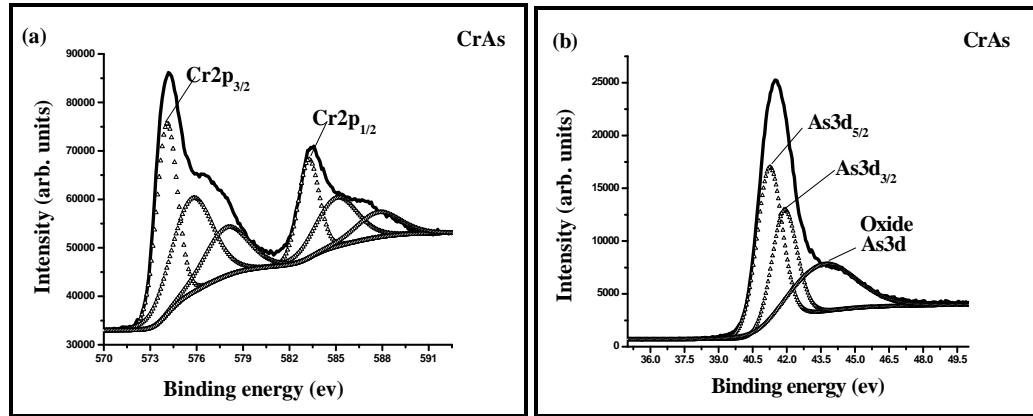 (a)
CrAs
Cr2p3/2
Cr2p1/2
Intensity (arb. units)
90000
80000
70000
60000
50000
40000
30000
570 573 576 579 582 585 588 591
Binding energy (ev)
(b)
CrAs
As3d5/2
As3d3/2
Oxide
As3d
Intensity (arb. units)
25000
20000
15000
10000
5000
0
36.0 37.5 39.0 40.5 42.0 43.5 45.0 46.5 48.0 49.5
Binding energy (ev)